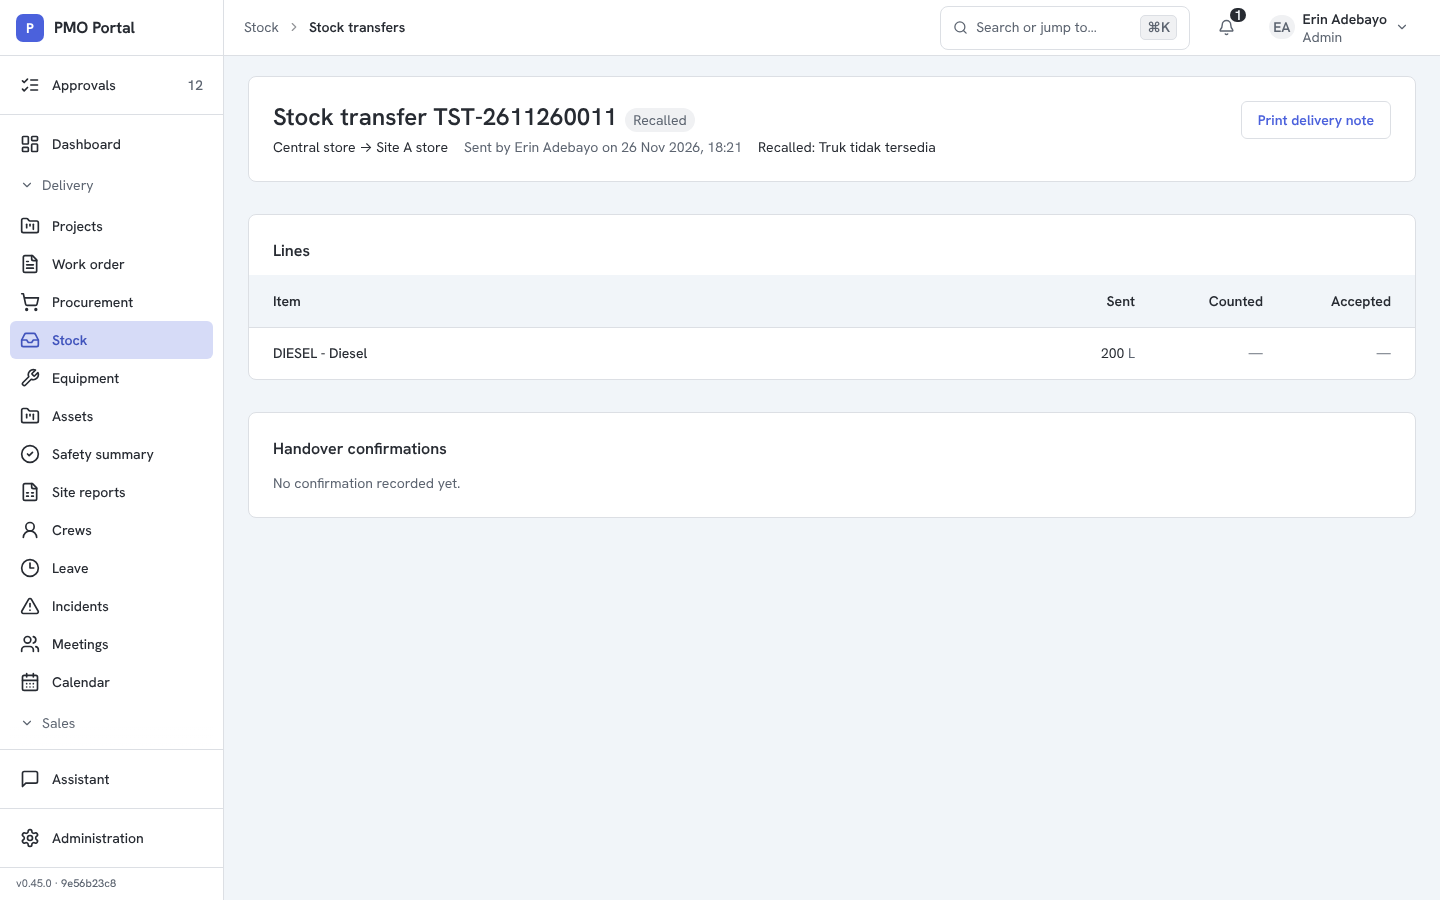 P PMO Portal
Stock > Stock transfers
Search or jump to... ⌘K
1
EA
Erin Adebayo
Admin
Approvals 12
Dashboard
Delivery
Projects
Work order
Procurement
Stock
Equipment
Assets
Safety summary
Site reports
Crews
Leave
Incidents
Meetings
Calendar
Sales
Assistant
Administration
v0.45.0 · 9e56b23c8
Stock transfer TST-2611260011 Recalled
Print delivery note
Central store → Site A store Sent by Erin Adebayo on 26 Nov 2026, 18:21 Recalled: Truk tidak tersedia
Lines
Item Sent Counted Accepted
DIESEL - Diesel 200 L — —
Handover confirmations
No confirmation recorded yet.